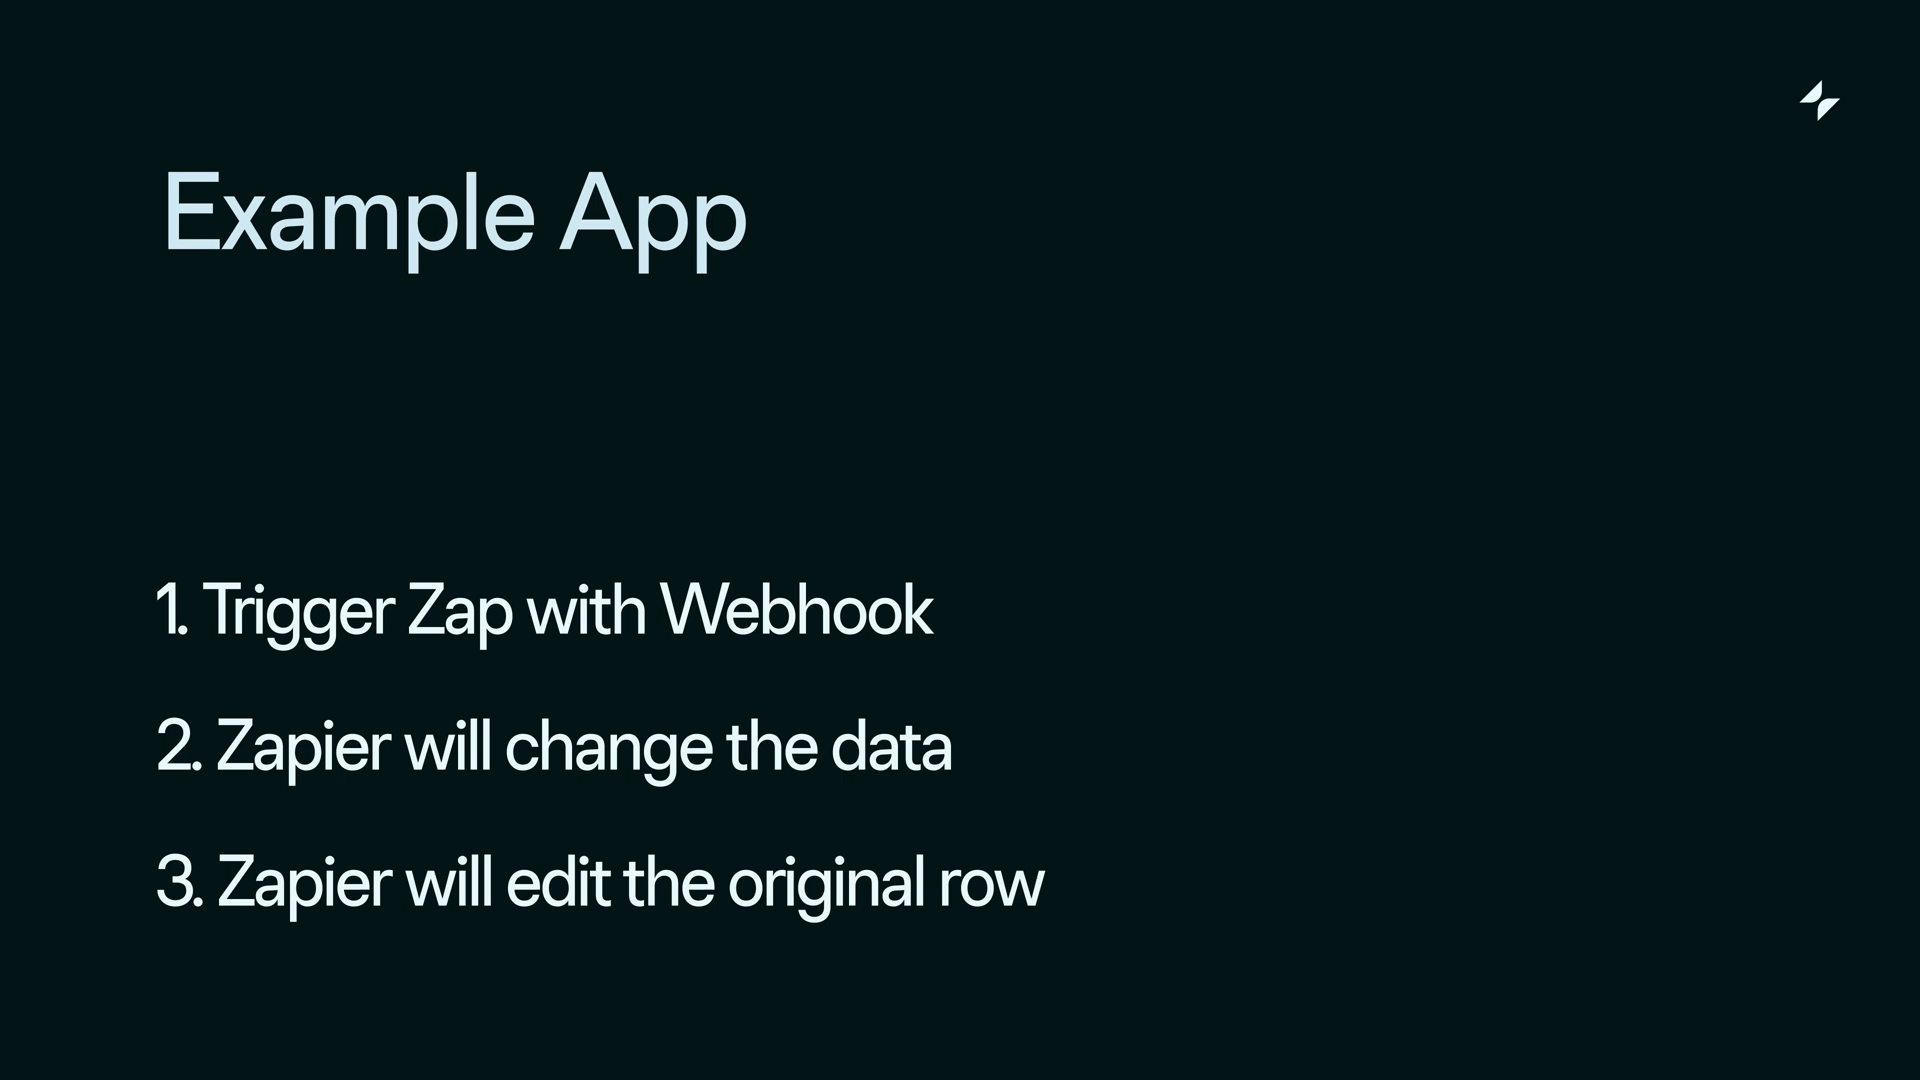 Example App
1. Trigger Zap with Webhook
2. Zapier will change the data
3. Zapier will edit the original row